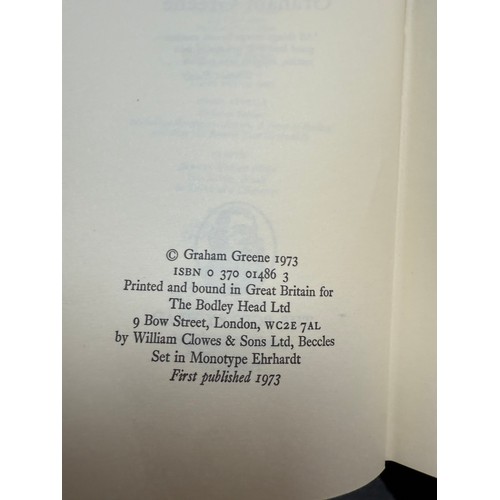 © Graham Greene 1973
ISBN 0 370 01486 3
Printed and bound in Great Britain for
The Bodley Head Ltd
9 Bow Street, London, WC2E 7AL
by William Clowes & Sons Ltd, Beccles
Set in Monotype Ehrhardt
First published 1973